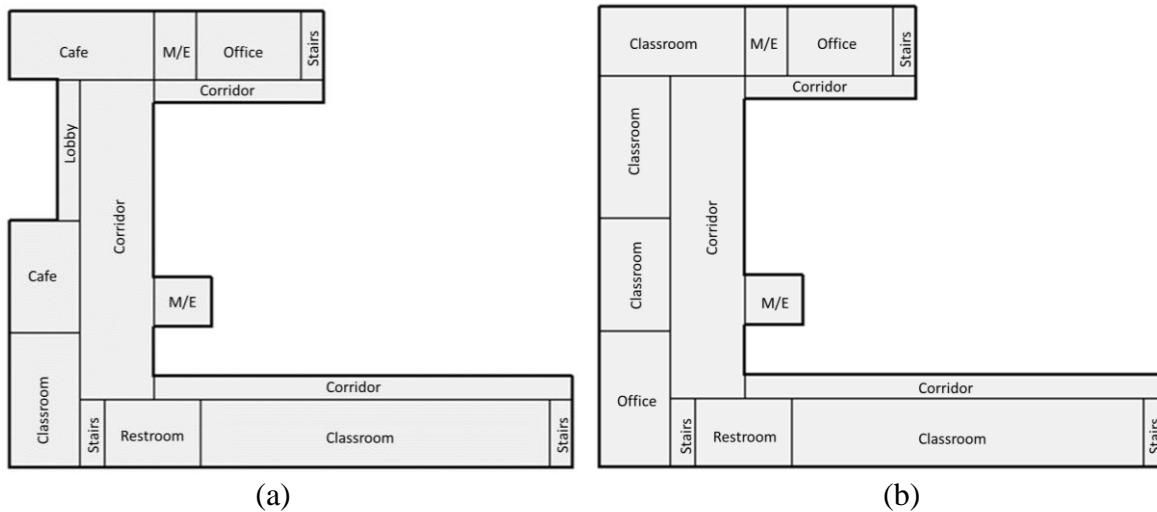 Cafe
M/E
Office
Stairs
Corridor
Lobby
Corridor
Cafe
M/E
Classroom
Corridor
Stairs
Restroom
Classroom
Stairs
(a)
Classroom
M/E
Office
Stairs
Corridor
Classroom
Corridor
Classroom
M/E
Office
Corridor
Stairs
Restroom
Classroom
Stairs
(b)